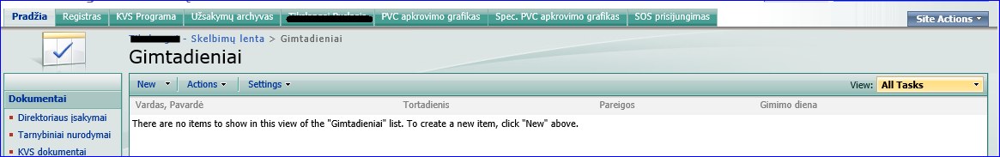 Pradžia Registras KVS Programa Užsakymų archyvas PVC apkrovimo grafikas Spec. PVC apkrovimo grafikas SOS prisijungimas Site Actions
- Skelbimų lenta > Gimtadieniai
Gimtadieniai
New Actions Settings View: All Tasks
Dokumentai
Direktoriaus įsakymai
Tarnybiniai nurodymai
KVS dokumentai
Vardas, Pavardė Tortadienis Pareigos Gimimo diena
There are no items to show in this view of the "Gimtadieniai" list. To create a new item, click "New" above.